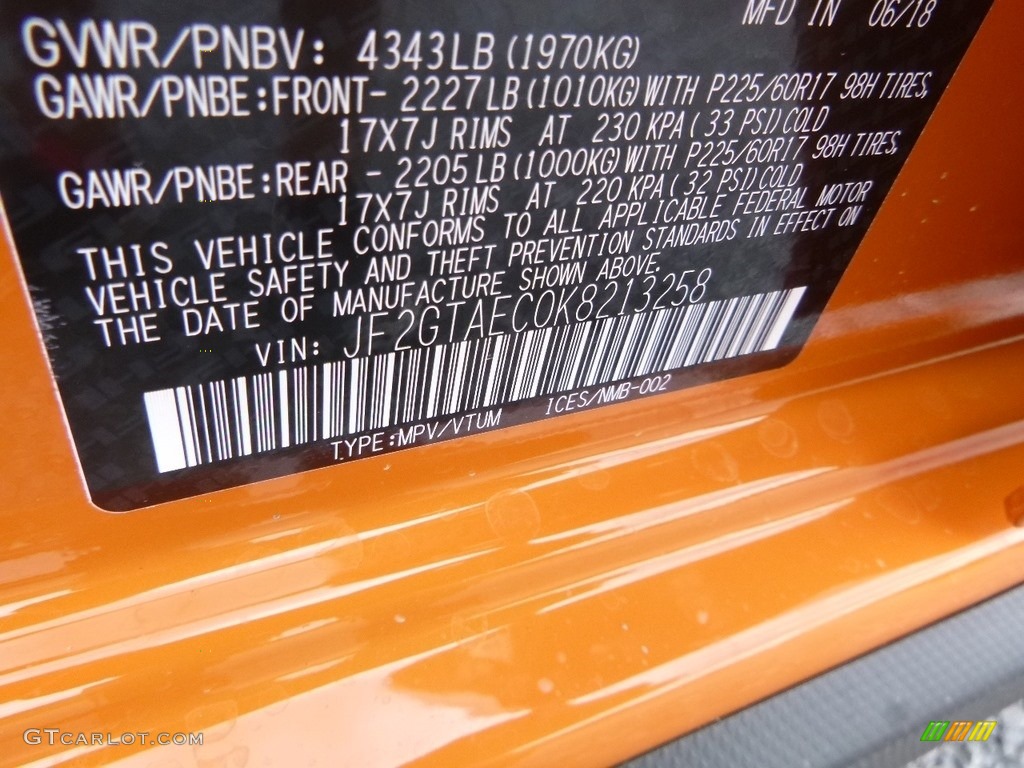 MFD IN 06/18
GVWR/PNBV: 4343LB (1970KG)
GAWR/PNBE:FRONT- 2227LB(1010KG)WITH P225/60R17 98H TIRES,
17X7J RIMS AT 230 KPA( 33 PSI)COLD
GAWR/PNBE:REAR - 2205LB(1000KG)WITH P225/60R17 98H TIRES,
17X7J RIMS AT 220 KPA( 32 PSI)COLD
THIS VEHICLE CONFORMS TO ALL APPLICABLE FEDERAL MOTOR
VEHICLE SAFETY AND THEFT PREVENTION STANDARDS IN EFFECT ON
THE DATE OF MANUFACTURE SHOWN ABOVE.
VIN: JF2GTAEC0K8213258
TYPE:MPV/VTUM ICES/NMB-002
GTCARLOT.COM